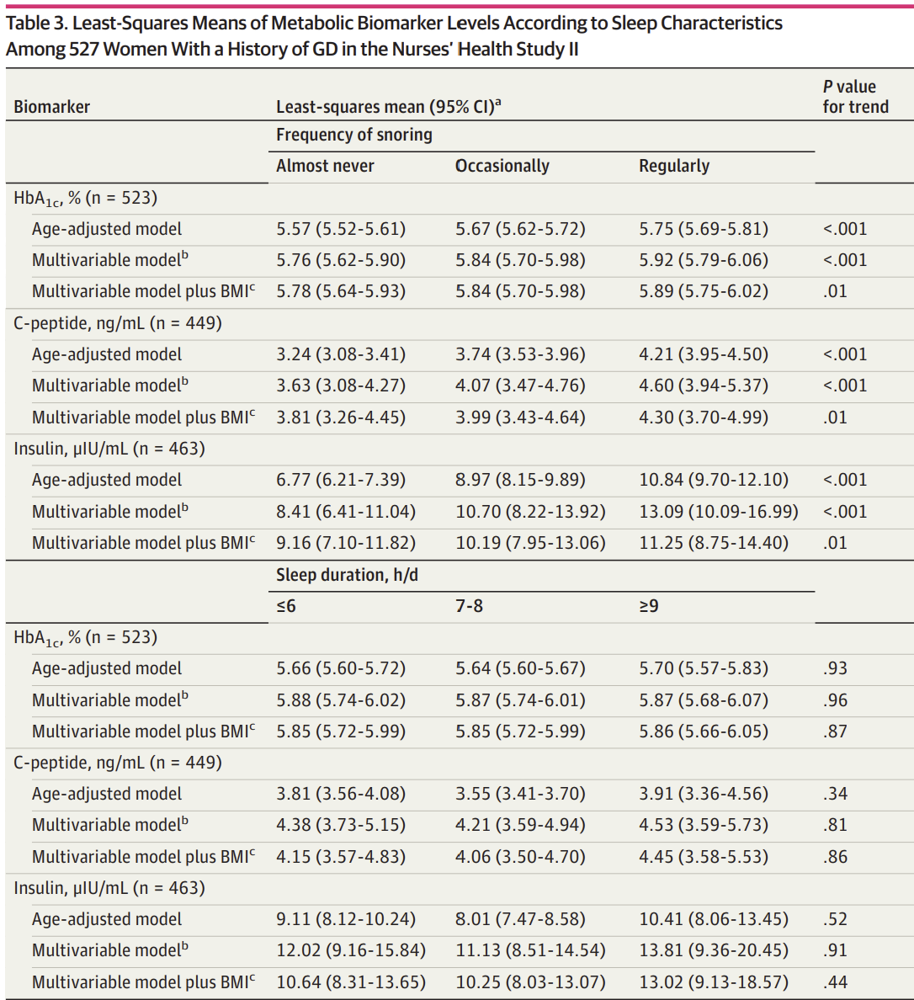 Table 3. Least-Squares Means of Metabolic Biomarker Levels According to Sleep Characteristics
Among 527 Women With a History of GD in the Nurses’ Health Study II
Biomarker Least-squares mean (95% CI)a P value for trend
Frequency of snoring
Almost never Occasionally Regularly
HbA1c, % (n = 523)
Age-adjusted model 5.57 (5.52-5.61) 5.67 (5.62-5.72) 5.75 (5.69-5.81) <.001
Multivariable modelb 5.76 (5.62-5.90) 5.84 (5.70-5.98) 5.92 (5.79-6.06) <.001
Multivariable model plus BMIc 5.78 (5.64-5.93) 5.84 (5.70-5.98) 5.89 (5.75-6.02) .01
C-peptide, ng/mL (n = 449)
Age-adjusted model 3.24 (3.08-3.41) 3.74 (3.53-3.96) 4.21 (3.95-4.50) <.001
Multivariable modelb 3.63 (3.08-4.27) 4.07 (3.47-4.76) 4.60 (3.94-5.37) <.001
Multivariable model plus BMIc 3.81 (3.26-4.45) 3.99 (3.43-4.64) 4.30 (3.70-4.99) .01
Insulin, μIU/mL (n = 463)
Age-adjusted model 6.77 (6.21-7.39) 8.97 (8.15-9.89) 10.84 (9.70-12.10) <.001
Multivariable modelb 8.41 (6.41-11.04) 10.70 (8.22-13.92) 13.09 (10.09-16.99) <.001
Multivariable model plus BMIc 9.16 (7.10-11.82) 10.19 (7.95-13.06) 11.25 (8.75-14.40) .01
Sleep duration, h/d
≤6 7-8 ≥9
HbA1c, % (n = 523)
Age-adjusted model 5.66 (5.60-5.72) 5.64 (5.60-5.67) 5.70 (5.57-5.83) .93
Multivariable modelb 5.88 (5.74-6.02) 5.87 (5.74-6.01) 5.87 (5.68-6.07) .96
Multivariable model plus BMIc 5.85 (5.72-5.99) 5.85 (5.72-5.99) 5.86 (5.66-6.05) .87
C-peptide, ng/mL (n = 449)
Age-adjusted model 3.81 (3.56-4.08) 3.55 (3.41-3.70) 3.91 (3.36-4.56) .34
Multivariable modelb 4.38 (3.73-5.15) 4.21 (3.59-4.94) 4.53 (3.59-5.73) .81
Multivariable model plus BMIc 4.15 (3.57-4.83) 4.06 (3.50-4.70) 4.45 (3.58-5.53) .86
Insulin, μIU/mL (n = 463)
Age-adjusted model 9.11 (8.12-10.24) 8.01 (7.47-8.58) 10.41 (8.06-13.45) .52
Multivariable modelb 12.02 (9.16-15.84) 11.13 (8.51-14.54) 13.81 (9.36-20.45) .91
Multivariable model plus BMIc 10.64 (8.31-13.65) 10.25 (8.03-13.07) 13.02 (9.13-18.57) .44